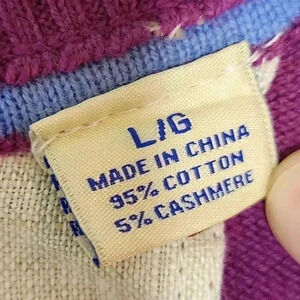 L/G
MADE IN CHINA
95% COTTON
5% CASHMERE